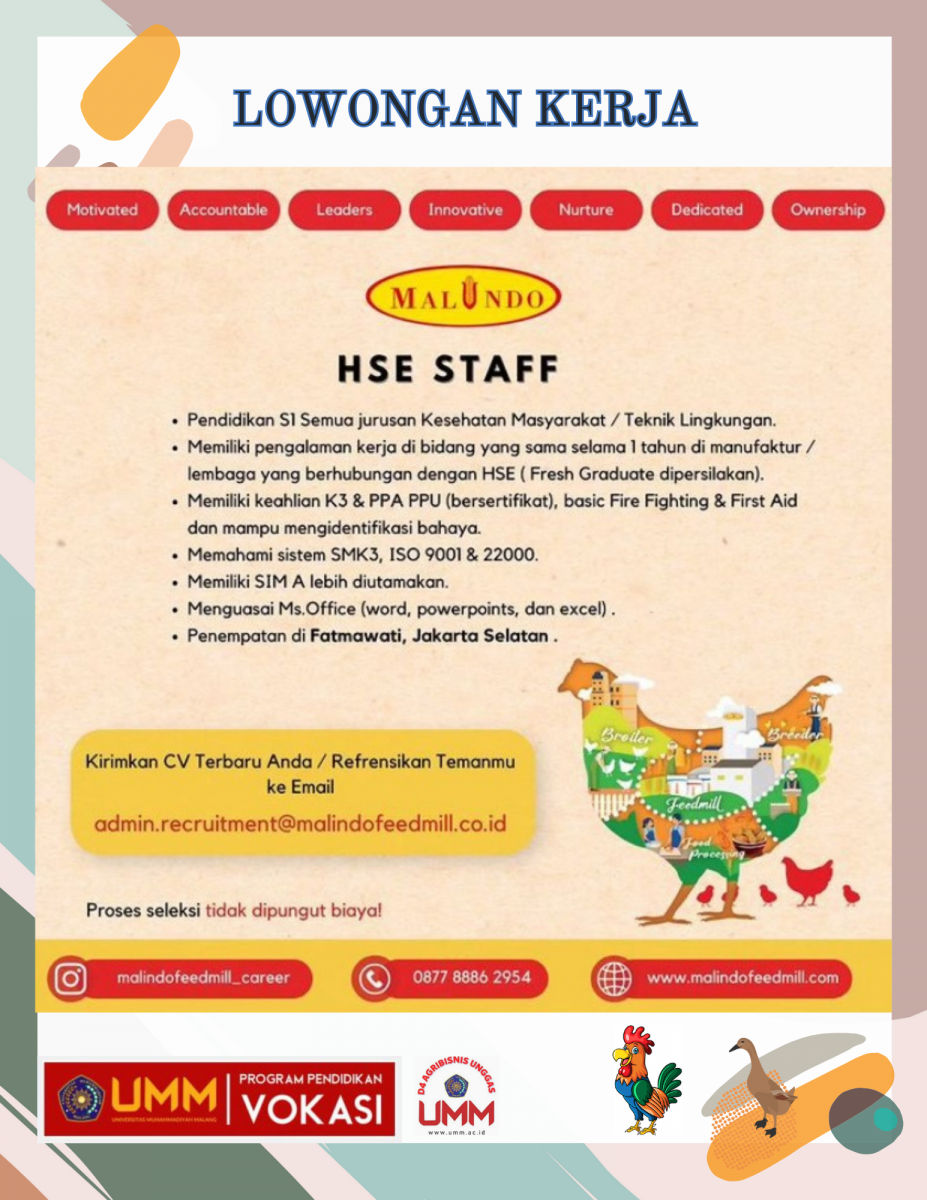 LOWONGAN KERJA
Motivated
Accountable
Leaders
Innovative
Nurture
Dedicated
Ownership
MALINDO
HSE STAFF
• Pendidikan S1 Semua jurusan Kesehatan Masyarakat / Teknik Lingkungan.
• Memiliki pengalaman kerja di bidang yang sama selama 1 tahun di manufaktur /
lembaga yang berhubungan dengan HSE ( Fresh Graduate dipersilakan).
• Memiliki keahlian K3 & PPA PPU (bersertifikat), basic Fire Fighting & First Aid
dan mampu mengidentifikasi bahaya.
• Memahami sistem SMK3, ISO 9001 & 22000.
• Memiliki SIM A lebih diutamakan.
• Menguasai Ms.Office (word, powerpoints, dan excel) .
• Penempatan di Fatmawati, Jakarta Selatan .
Broiler
Breeder
Feedmill
Food
Processing
Kirimkan CV Terbaru Anda / Refrensikan Temanmu
ke Email
admin.recruitment@malindofeedmill.co.id
Proses seleksi tidak dipungut biaya!
malindofeedmill_career
0877 8886 2954
www.malindofeedmill.com
UMM
UNIVERSITAS MUHAMMADIYAH MALANG
PROGRAM PENDIDIKAN
VOKASI
D4 AGRIBISNIS UNGGAS
UMM
www.umm.ac.id